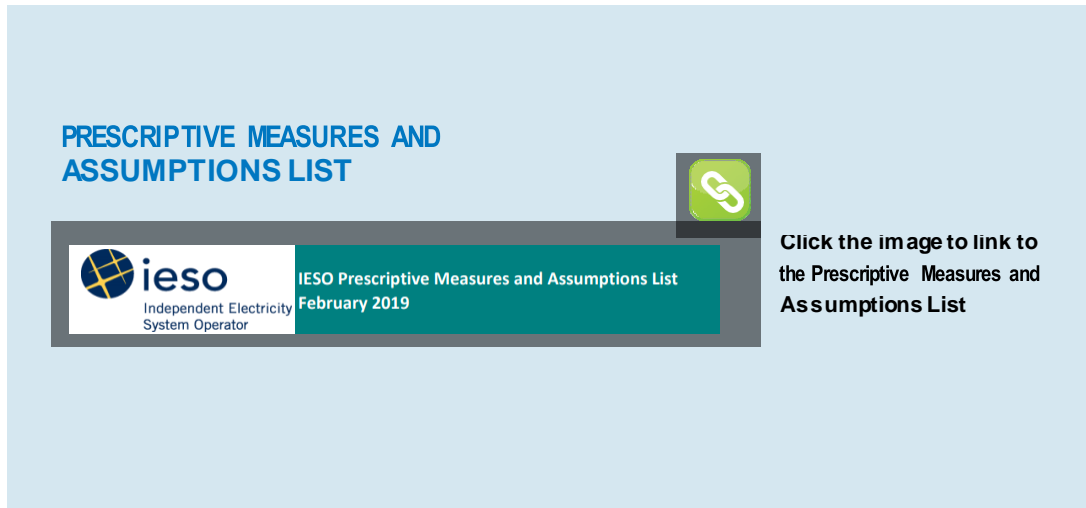 PRESCRIPTIVE MEASURES AND
ASSUMPTIONS LIST
ieso
Independent Electricity
System Operator
IESO Prescriptive Measures and Assumptions List
February 2019
Click the image to link to
the Prescriptive Measures and
Assumptions List